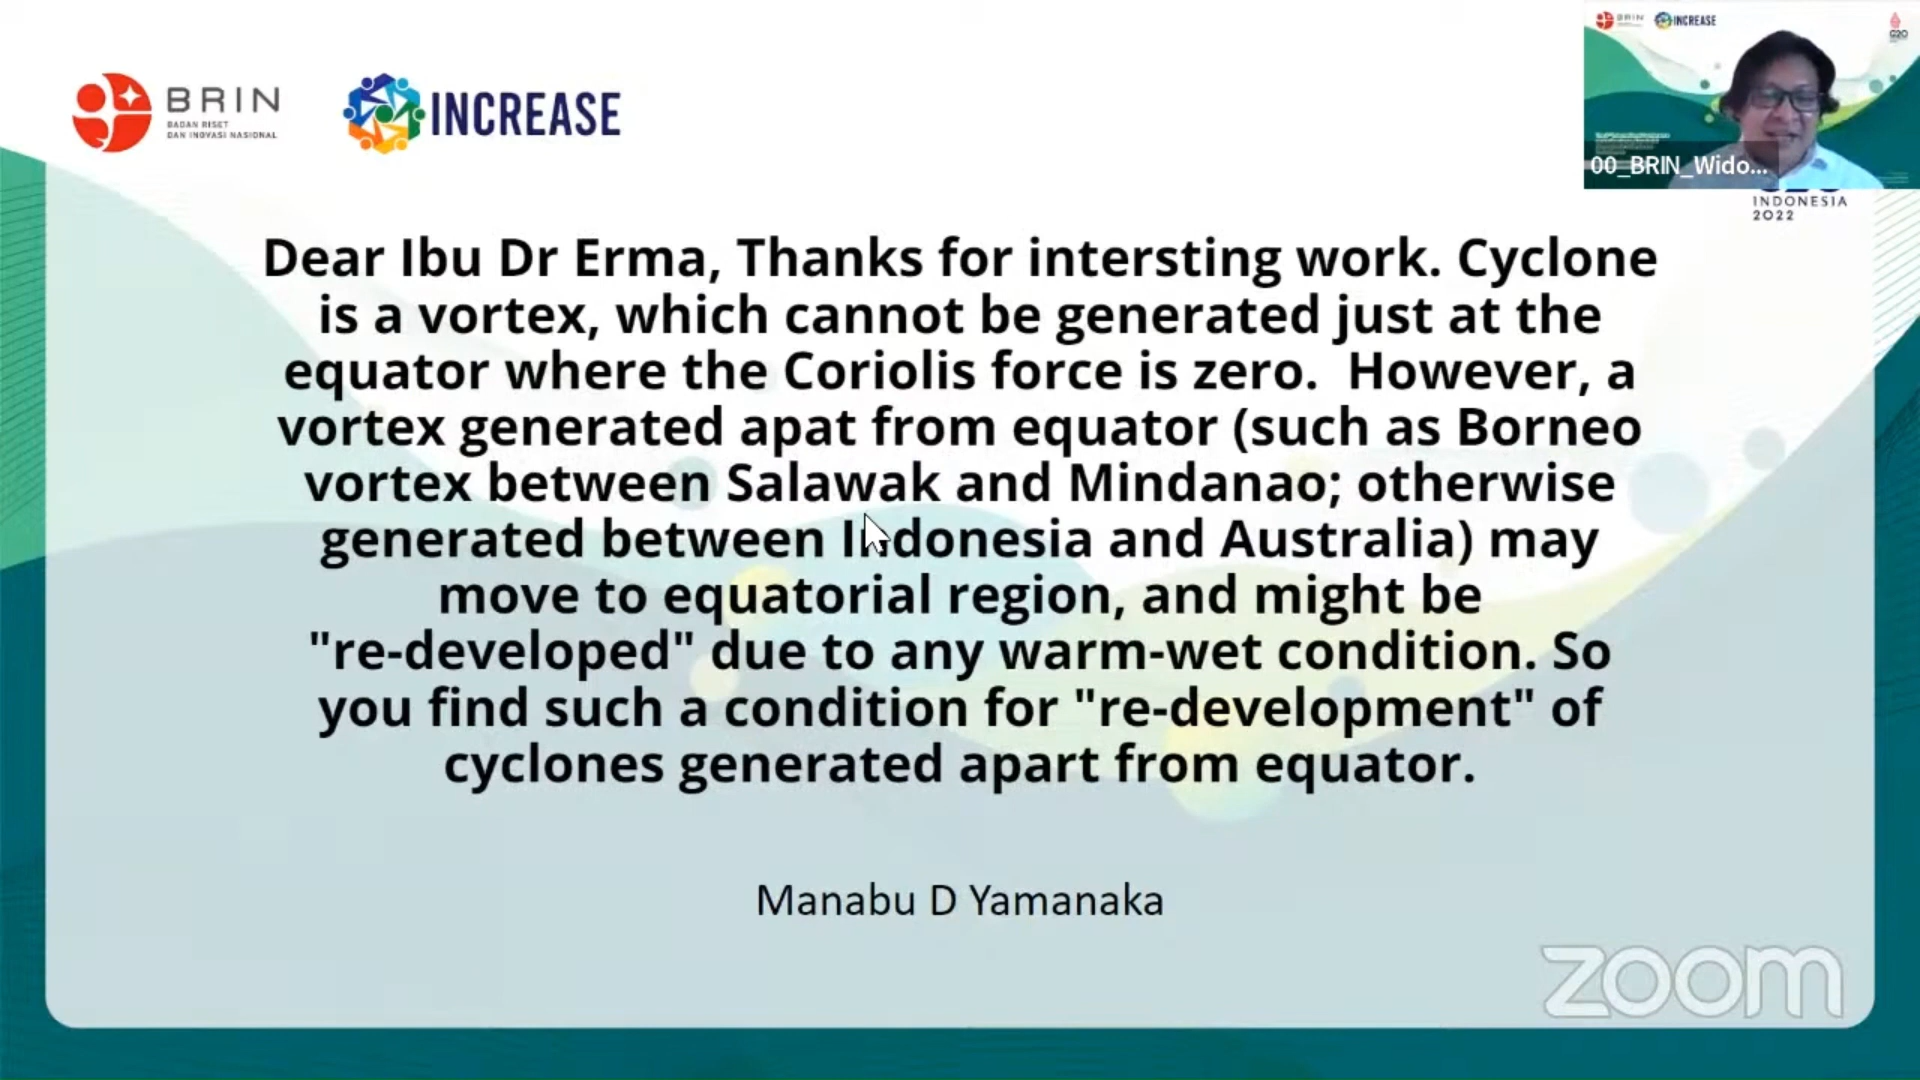 BRIN
BADAN RISET
DAN INOVASI NASIONAL
INCREASE
BRIN
INCREASE
G20
00_BRIN_Wido...
INDONESIA
2022
Dear Ibu Dr Erma, Thanks for intersting work. Cyclone
is a vortex, which cannot be generated just at the
equator where the Coriolis force is zero.  However, a
vortex generated apat from equator (such as Borneo
vortex between Salawak and Mindanao; otherwise
generated between Indonesia and Australia) may
move to equatorial region, and might be
"re-developed" due to any warm-wet condition. So
you find such a condition for "re-development" of
cyclones generated apart from equator.
Manabu D Yamanaka
zoom